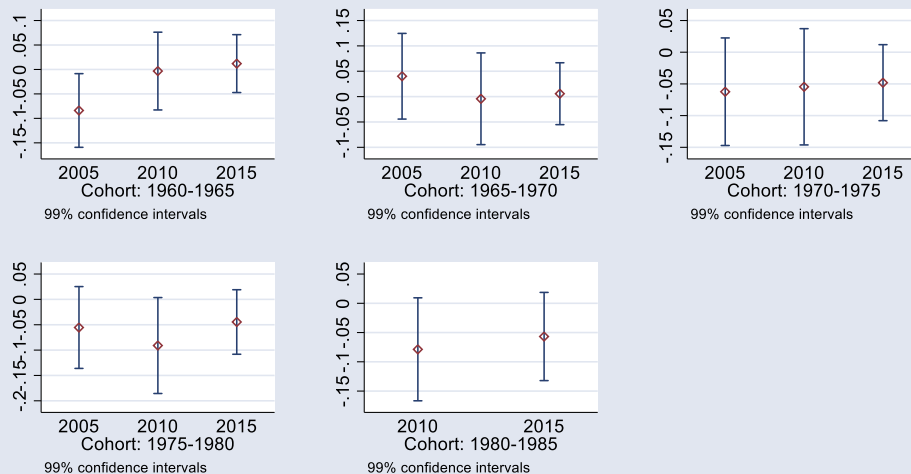 .1
.05
0
-.05
-.1
-.15
2005 2010 2015
Cohort: 1960-1965
99% confidence intervals
.15
.1
.05
0
-.05
-.1
2005 2010 2015
Cohort: 1965-1970
99% confidence intervals
.05
0
-.05
-.1
-.15
2005 2010 2015
Cohort: 1970-1975
99% confidence intervals
.05
0
-.05
-.1
-.15
-.2
2005 2010 2015
Cohort: 1975-1980
99% confidence intervals
.05
0
-.05
-.1
-.15
2010 2015
Cohort: 1980-1985
99% confidence intervals